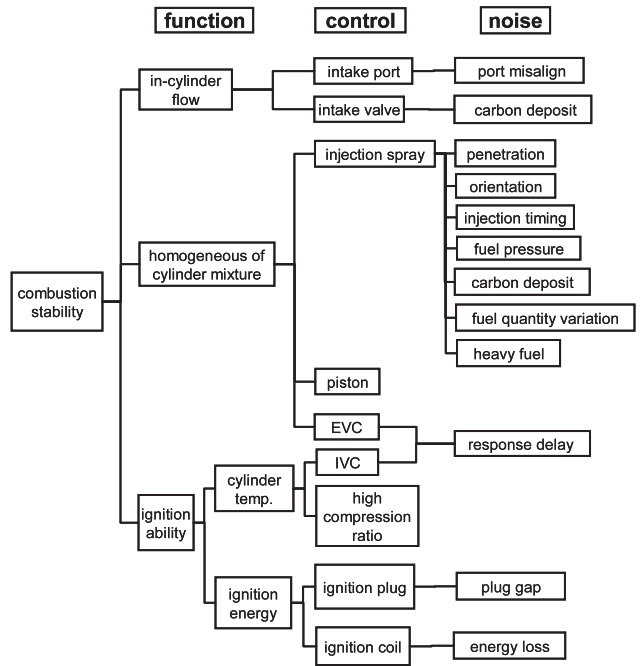 function
control
noise
in-cylinder
flow
intake port
port misalign
intake valve
carbon deposit
injection spray
penetration
orientation
injection timing
fuel pressure
carbon deposit
fuel quantity variation
heavy fuel
homogeneous of
cylinder mixture
combustion
stability
piston
EVC
response delay
IVC
cylinder
temp.
high
compression
ratio
ignition
ability
ignition
energy
ignition plug
plug gap
ignition coil
energy loss